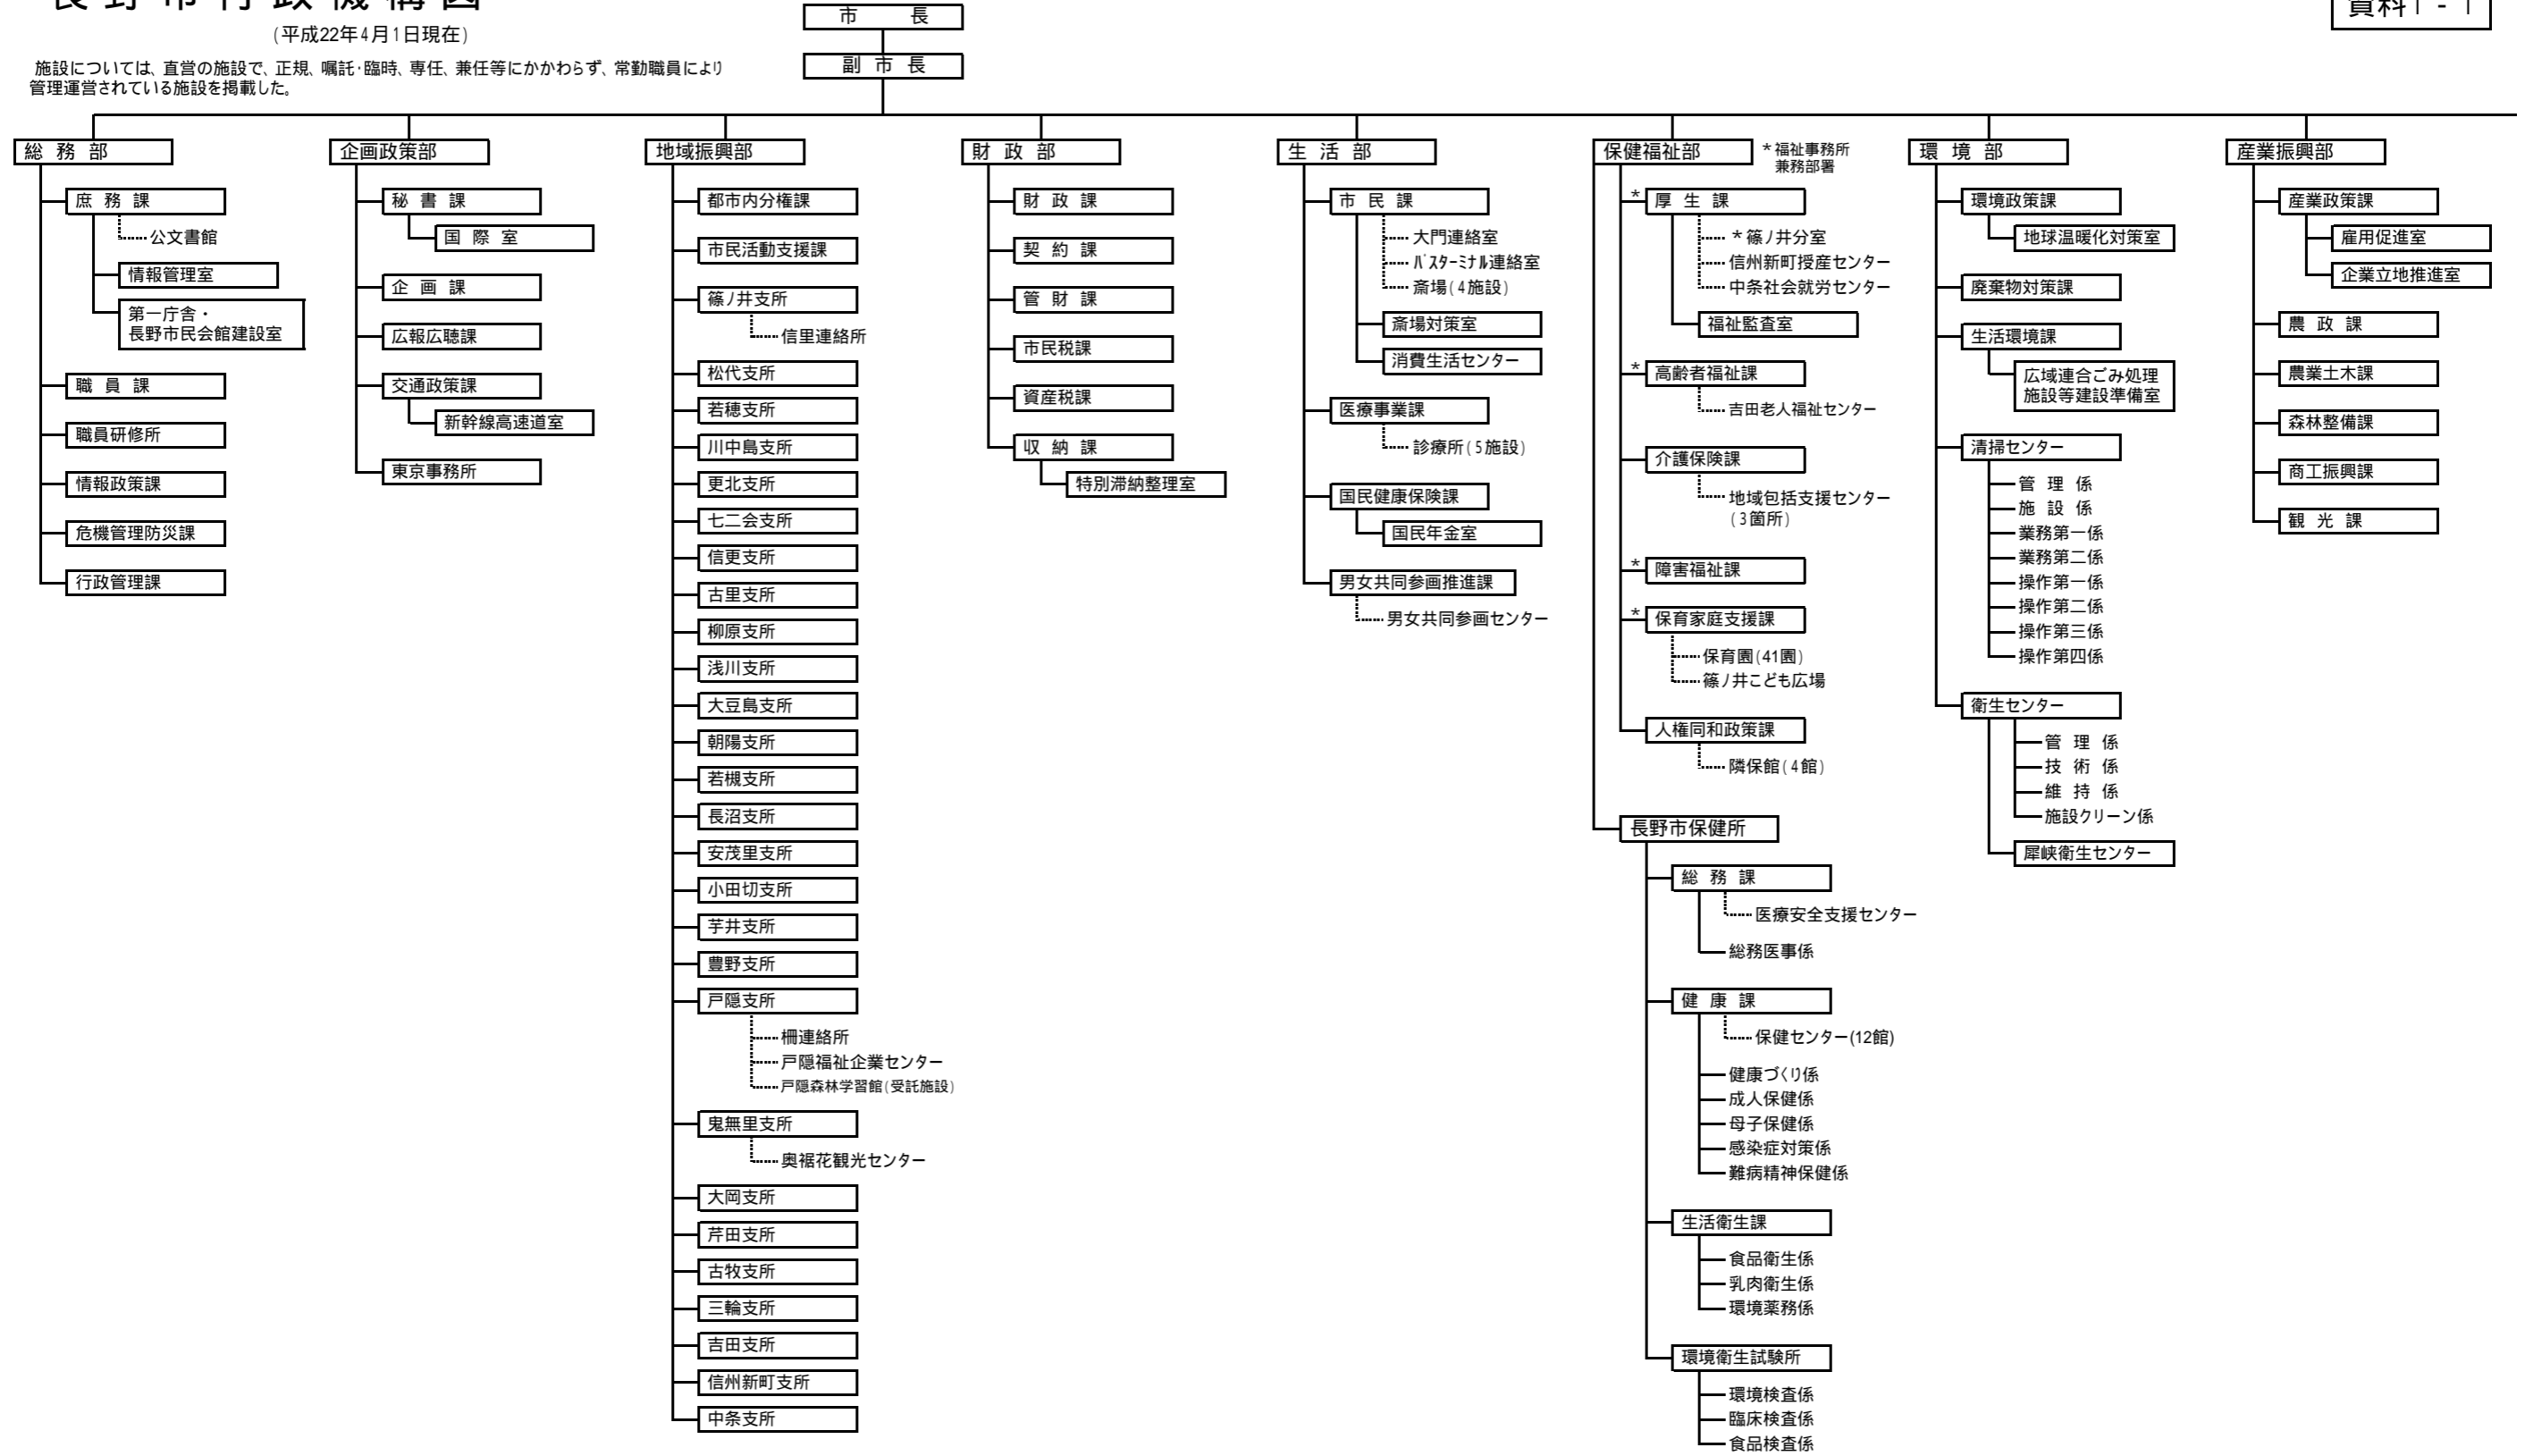 長野市行政機構図
(平成22年4月1日現在)
資料1-1
施設については、直営の施設で、正規、嘱託・臨時、専任、兼任等にかかわらず、常勤職員により
管理運営されている施設を掲載した。
市長
副市長
総務部
庶務課
公文書館
情報管理室
第一庁舎・
長野市民会館建設室
職員課
職員研修所
情報政策課
危機管理防災課
行政管理課
企画政策部
秘書課
国際室
企画課
広報広聴課
交通政策課
新幹線高速道室
東京事務所
地域振興部
都市内分権課
市民活動支援課
篠ノ井支所
信里連絡所
松代支所
若穂支所
川中島支所
更北支所
七二会支所
信更支所
古里支所
柳原支所
浅川支所
大豆島支所
朝陽支所
若槻支所
長沼支所
安茂里支所
小田切支所
芋井支所
豊野支所
戸隠支所
柵連絡所
戸隠福祉企業センター
戸隠森林学習館(受託施設)
鬼無里支所
奥裾花観光センター
大岡支所
芹田支所
古牧支所
三輪支所
吉田支所
信州新町支所
中条支所
財政部
財政課
契約課
管財課
市民税課
資産税課
収納課
特別滞納整理室
生活部
市民課
大門連絡室
バスターミナル連絡室
斎場(4施設)
斎場対策室
消費生活センター
医療事業課
診療所(5施設)
国民健康保険課
国民年金室
男女共同参画推進課
男女共同参画センター
保健福祉部
*福祉事務所
兼務部署
*厚生課
*篠ノ井分室
信州新町授産センター
中条社会就労センター
福祉監査室
*高齢者福祉課
吉田老人福祉センター
介護保険課
地域包括支援センター
(3箇所)
*障害福祉課
*保育家庭支援課
保育園(41園)
篠ノ井こども広場
人権同和政策課
隣保館(4館)
長野市保健所
総務課
医療安全支援センター
総務医事係
健康課
保健センター(12館)
健康づくり係
成人保健係
母子保健係
感染症対策係
難病精神保健係
生活衛生課
食品衛生係
乳肉衛生係
環境薬務係
環境衛生試験所
環境検査係
臨床検査係
食品検査係
環境部
環境政策課
地球温暖化対策室
廃棄物対策課
生活環境課
広域連合ごみ処理
施設等建設準備室
清掃センター
管理係
施設係
業務第一係
業務第二係
操作第一係
操作第二係
操作第三係
操作第四係
衛生センター
管理係
技術係
維持係
施設クリーン係
犀峡衛生センター
産業振興部
産業政策課
雇用促進室
企業立地推進室
農政課
農業土木課
森林整備課
商工振興課
観光課